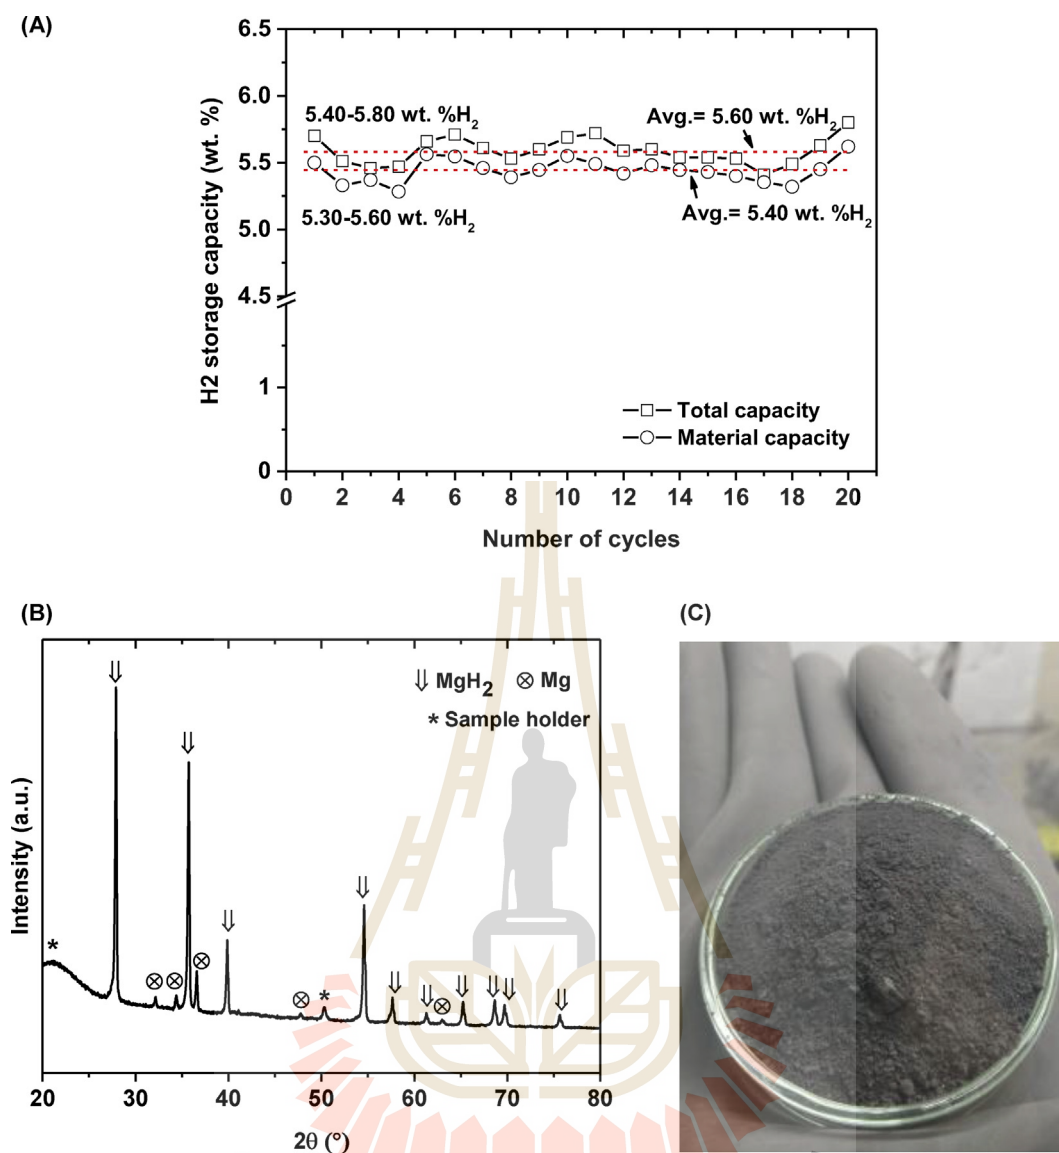 (A)
6.5
6.0
5.5
5.0
4.5
1
0
H2 storage capacity (wt. %)
5.40-5.80 wt. %H₂
Avg.= 5.60 wt. %H₂
5.30-5.60 wt. %H₂
Avg.= 5.40 wt. %H₂
Total capacity
Material capacity
0 2 4 6 8 10 12 14 16 18 20
Number of cycles
(B)
⇓ MgH₂ ⊗ Mg
* Sample holder
Intensity (a.u.)
20 30 40 50 60 70 80
2θ (°)
(C)